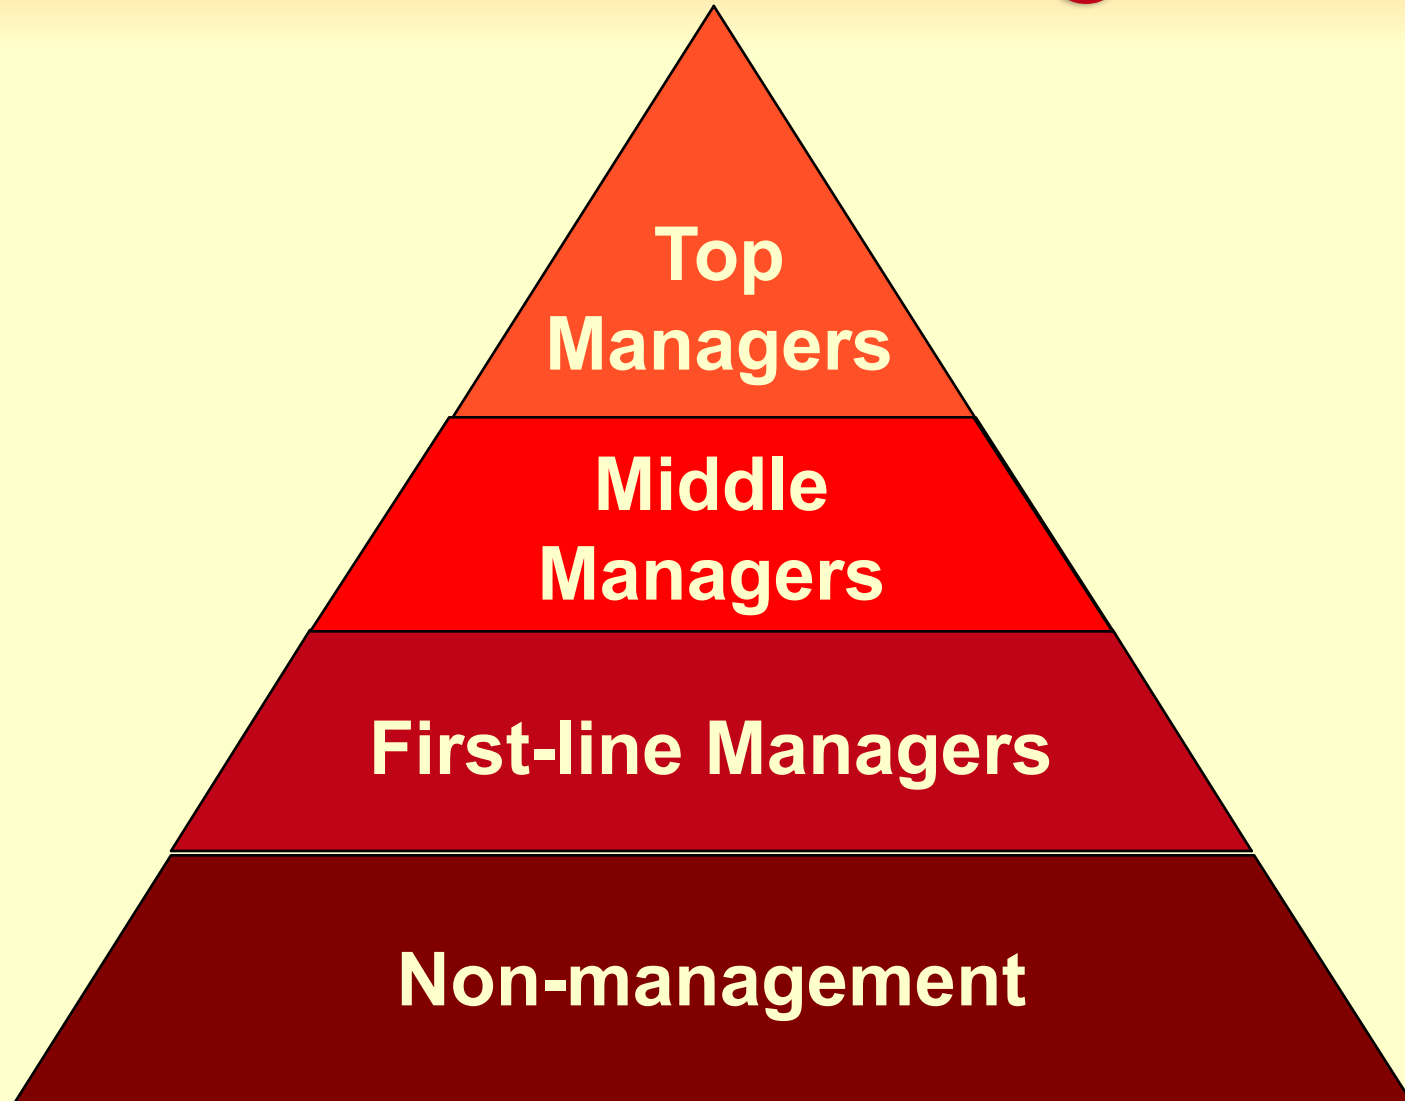 Top
Managers
Middle
Managers
First-line Managers
Non-management